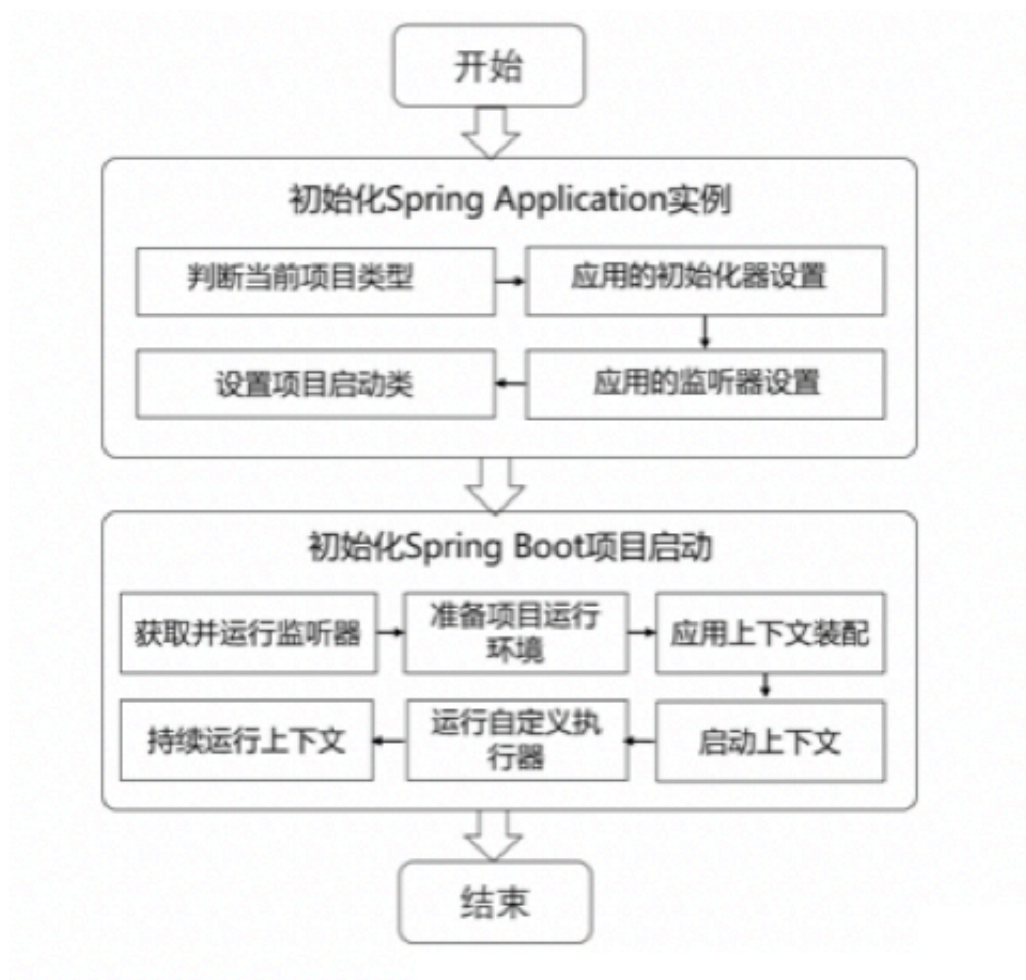 开始
初始化Spring Application实例
判断当前项目类型
应用的初始化器设置
设置项目启动类
应用的监听器设置
初始化Spring Boot项目启动
获取并运行监听器
准备项目运行
环境
应用上下文装配
持续运行上下文
运行自定义执
行器
启动上下文
结束